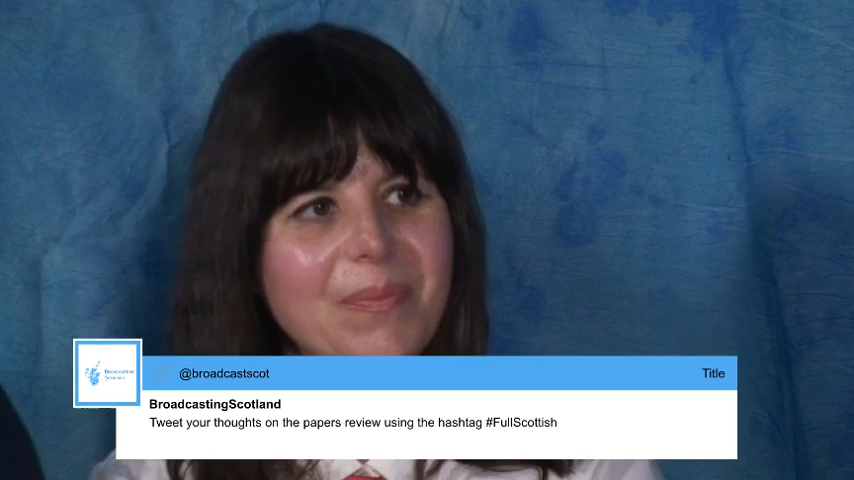 @broadcastscot
Title
BroadcastingScotland
Tweet your thoughts on the papers review using the hashtag #FullScottish